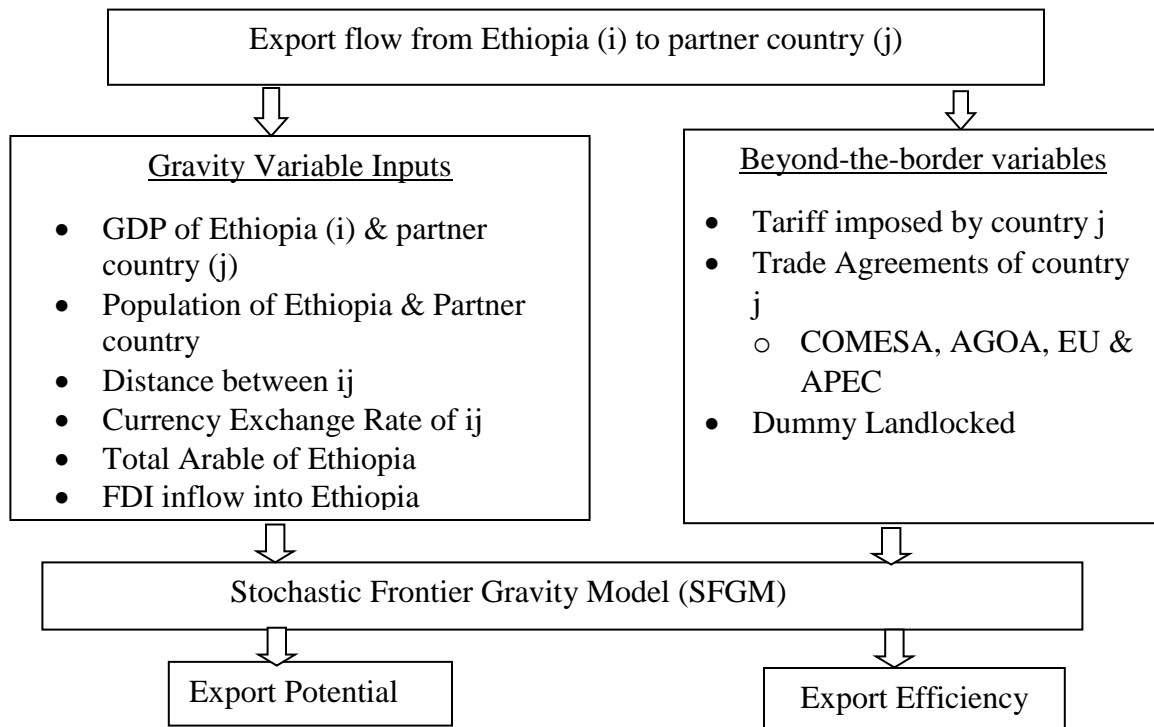 Export flow from Ethiopia (i) to partner country (j)
Gravity Variable Inputs
• GDP of Ethiopia (i) & partner
country (j)
• Population of Ethiopia & Partner
country
• Distance between ij
• Currency Exchange Rate of ij
• Total Arable of Ethiopia
• FDI inflow into Ethiopia
Beyond-the-border variables
• Tariff imposed by country j
• Trade Agreements of country
j
o COMESA, AGOA, EU &
APEC
• Dummy Landlocked
Stochastic Frontier Gravity Model (SFGM)
Export Potential
Export Efficiency